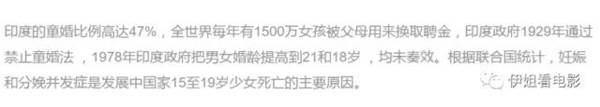 印度的童婚比例高达47%，全世界每年有1500万女孩被父母用来换取聘金，印度政府1929年通过
禁止童婚法 ，1978年印度政府把男女婚龄提高到21和18岁 ，均未奏效。根据联合国统计，妊娠
和分娩并发症是发展中国家15至19岁少女死亡的主要原因。
伊姐看电影